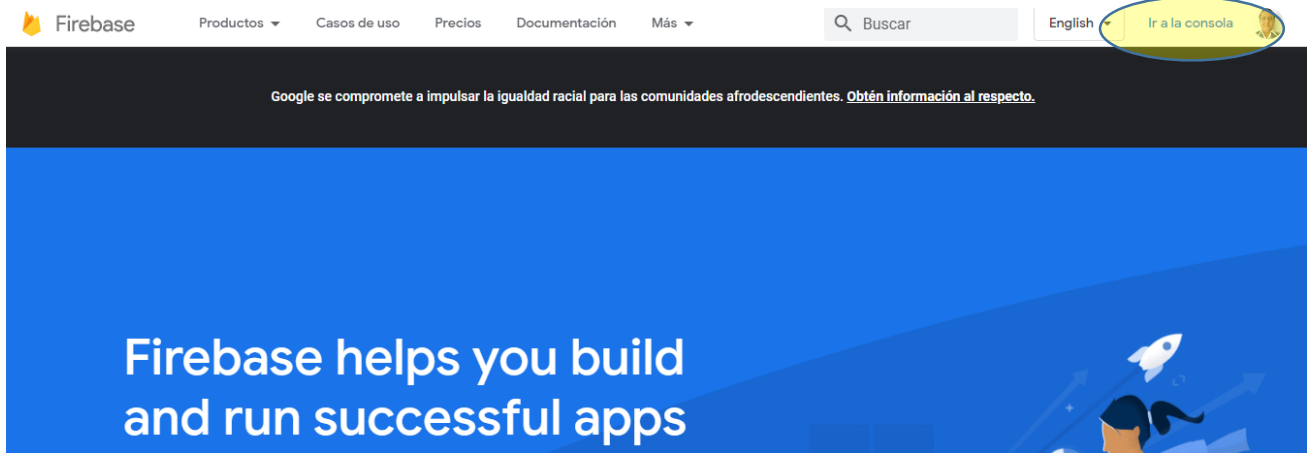 Firebase Productos Casos de uso Precios Documentación Más Buscar English Ir a la consola
Google se compromete a impulsar la igualdad racial para las comunidades afrodescendientes. Obtén información al respecto.
Firebase helps you build
and run successful apps